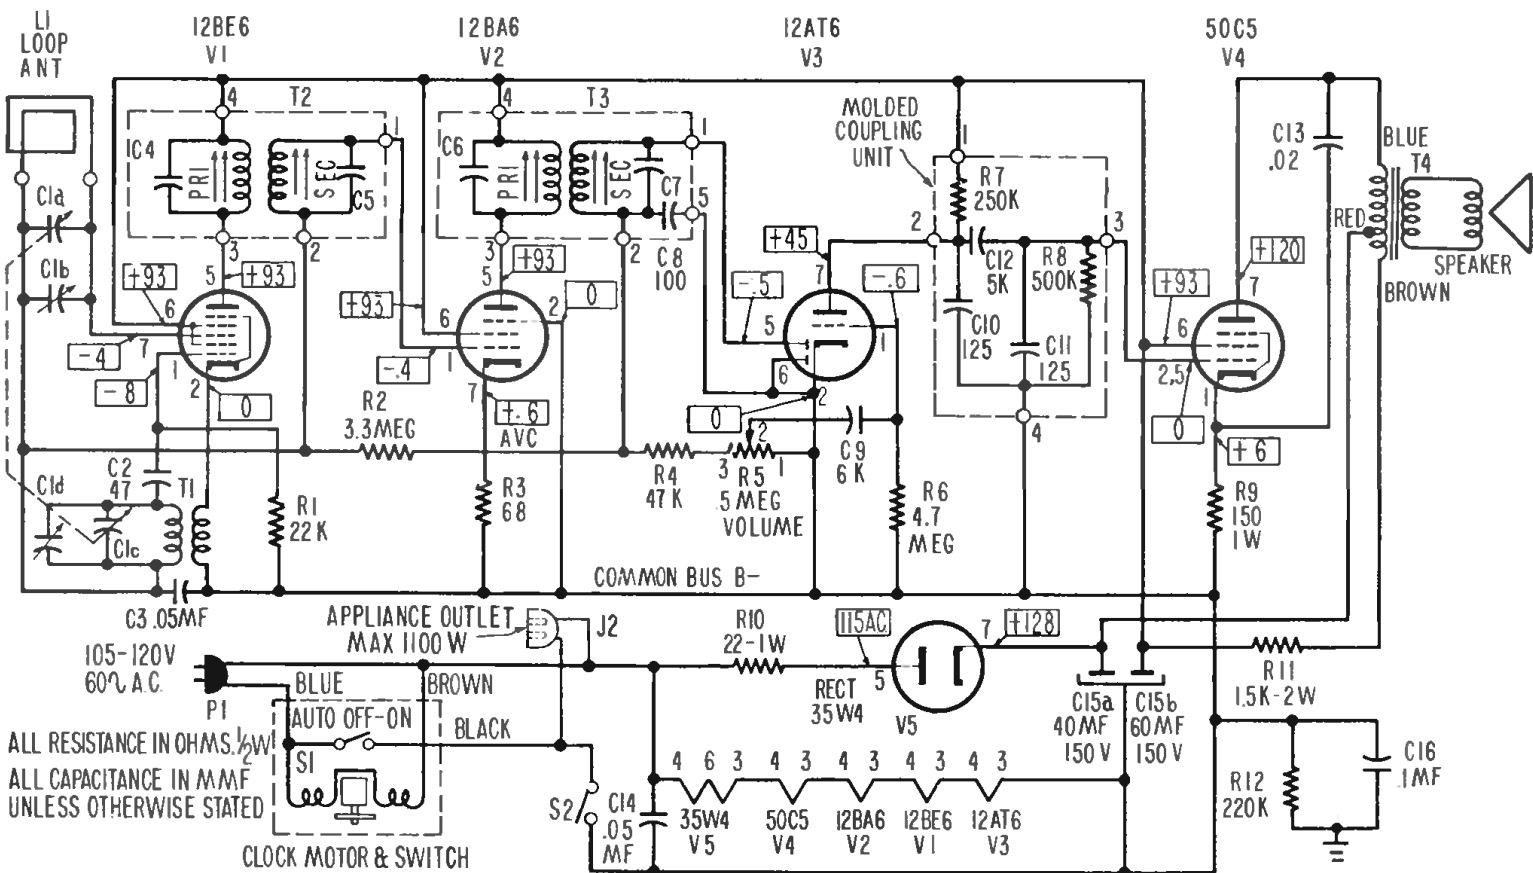 L1
LOOP
ANT
12BE6
V1
12BA6
V2
12AT6
V3
50C5
V4
4
T2
1
C4
PRI
SEC
C5
3
2
4
T3
1
C6
PRI
SEC
C7
5
3
2
C8
100
MOLDED
COUPLING
UNIT
1
R7
250K
2
3
C12
5K
R8
500K
C10
125
C11
125
4
C13
.02
BLUE
T4
RED
SPEAKER
BROWN
C1a
C1b
+93
5
+93
6
7
-4
-8
1
2
0
+93
5
+93
2
0
6
-.4
1
7
+.6
AVC
+45
7
-.6
-.5
5
1
6
2
0
+120
7
+93
6
2,5
0
1
+6
R2
3.3MEG
C2
47
T1
C1d
C1c
R1
22K
R3
68
R4
47K
3
2
1
R5
.5MEG
VOLUME
C9
6K
R6
4.7
MEG
R9
150
1W
C3 .05MF
COMMON BUS B-
APPLIANCE OUTLET
MAX 1100W
J2
R10
22-1W
115AC
7
+128
5
RECT
35W4
V5
105-120V
60∿ A.C.
P1
BLUE
BROWN
AUTO OFF-ON
BLACK
S1
CLOCK MOTOR & SWITCH
ALL RESISTANCE IN OHMS.½W
ALL CAPACITANCE IN MMF
UNLESS OTHERWISE STATED
S2
C14
.05
MF
4 6 3 4 3 4 3 4 3 4 3
35W4 50C5 12BA6 12BE6 12AT6
V5 V4 V2 V1 V3
C15a
40MF
150V
C15b
60MF
150V
R11
1.5K-2W
R12
220K
C16
.1MF